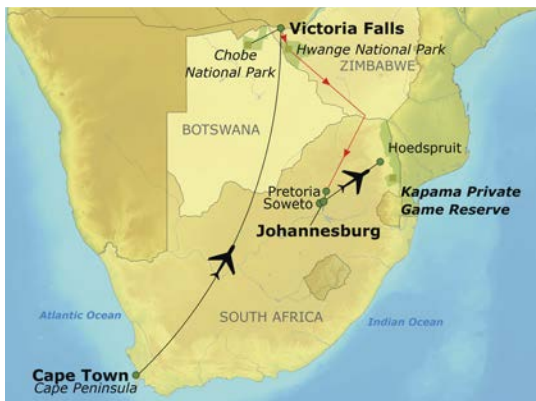 Victoria Falls
Chobe
National Park
Hwange National Park
ZIMBABWE
BOTSWANA
Hoedspruit
Pretoria
Soweto
Kapama Private
Game Reserve
Johannesburg
SOUTH AFRICA
Atlantic Ocean
Indian Ocean
Cape Town
Cape Peninsula